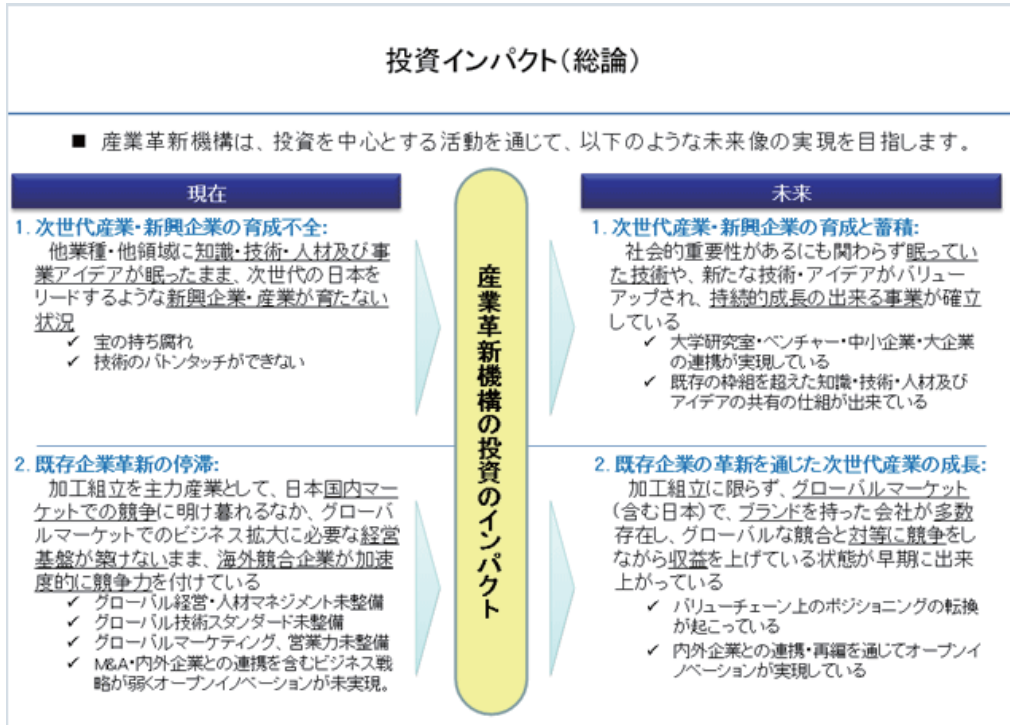 投資インパクト(総論)
■ 産業革新機構は、投資を中心とする活動を通じて、以下のような未来像の実現を目指します。
現在
1. 次世代産業・新興企業の育成不全:
他業種・他領域に知識・技術・人材及び事
業アイデアが眠ったまま、次世代の日本を
リードするような新興企業・産業が育たない
状況
✓ 宝の持ち腐れ
✓ 技術のバトンタッチができない
2. 既存企業革新の停滞:
加工組立を主力産業として、日本国内マー
ケットでの競争に明け暮れるなか、グローバ
ルマーケットでのビジネス拡大に必要な経営
基盤が築けないまま、海外競合企業が加速
度的に競争力を付けている
✓ グローバル経営・人材マネジメント未整備
✓ グローバル技術スタンダード未整備
✓ グローバルマーケティング、営業力未整備
✓ M&A・内外企業との連携を含むビジネス戦
略が弱くオープンイノベーションが未実現。
産業革新機構の投資のインパクト
未来
1. 次世代産業・新興企業の育成と蓄積:
社会的重要性があるにも関わらず眠ってい
た技術や、新たな技術・アイデアがバリュー
アップされ、持続的成長の出来る事業が確立
している
✓ 大学研究室・ベンチャー・中小企業・大企業
の連携が実現している
✓ 既存の枠組を超えた知識・技術・人材及び
アイデアの共有の仕組が出来ている
2. 既存企業の革新を通じた次世代産業の成長:
加工組立に限らず、グローバルマーケット
(含む日本)で、ブランドを持った会社が多数
存在し、グローバルな競合と対等に競争をし
ながら収益を上げている状態が早期に出来
上がっている
✓ バリューチェーン上のポジショニングの転換
が起こっている
✓ 内外企業との連携・再編を通じてオープンイ
ノベーションが実現している